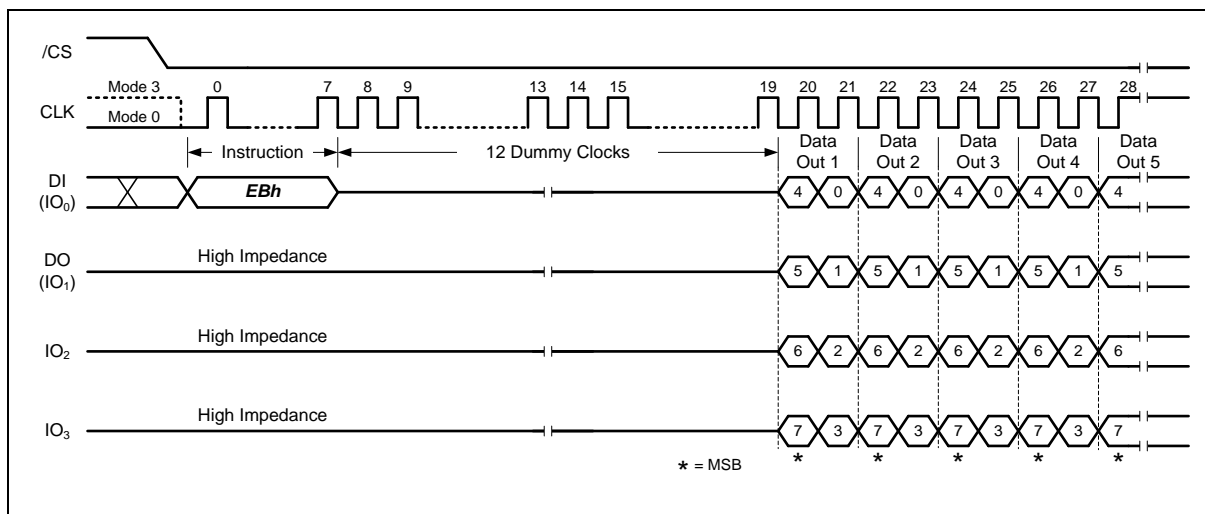 /CS
Mode 3 0 7 8 9 13 14 15 19 20 21 22 23 24 25 26 27 28
CLK
Mode 0
Instruction 12 Dummy Clocks Data Out 1 Data Out 2 Data Out 3 Data Out 4 Data Out 5
DI (IO0) EBh 4 0 4 0 4 0 4 0 4
DO (IO1) High Impedance 5 1 5 1 5 1 5 1 5
IO2 High Impedance 6 2 6 2 6 2 6 2 6
IO3 High Impedance 7 3 7 3 7 3 7 3 7
* = MSB * * * * *